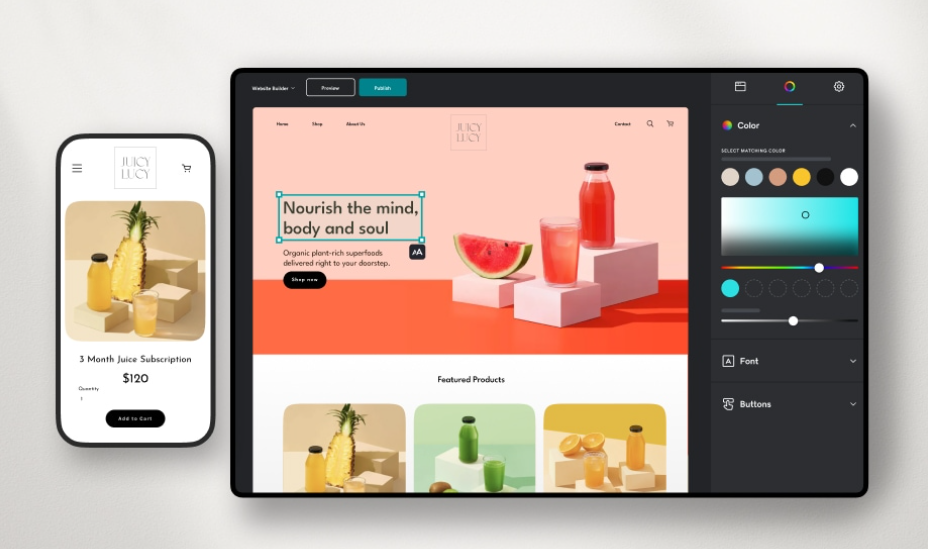 JUICY
LUCY
3 Month Juice Subscription
$120
Quantity
1
Add to Cart
Website Builder
Preview
Publish
Home
Shop
About Us
JUICY
LUCY
Contact
Nourish the mind,
body and soul
AA
Organic plant-rich superfoods
delivered right to your doorstep.
Shop now
Featured Products
Color
SELECT MATCHING COLOR
A
Font
Buttons